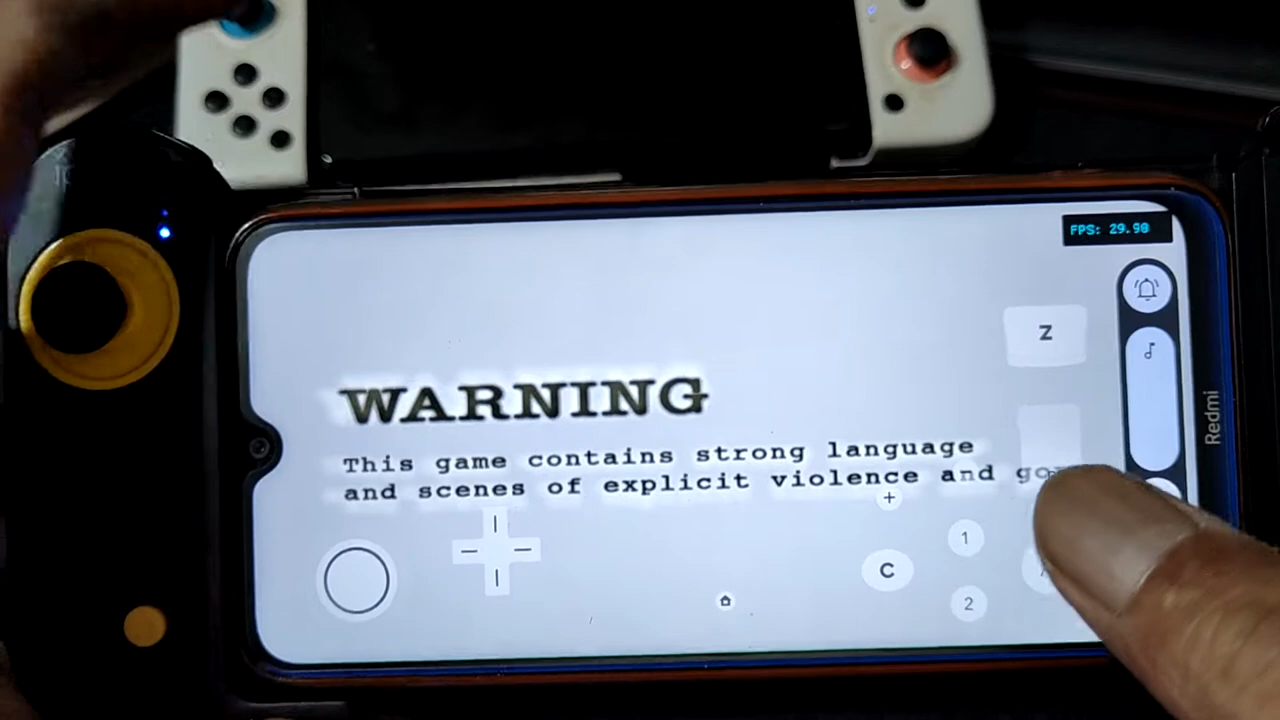 FPS: 29.90
Z
WARNING
This game contains strong language
and scenes of explicit violence and
+
1
C
2
Redmi